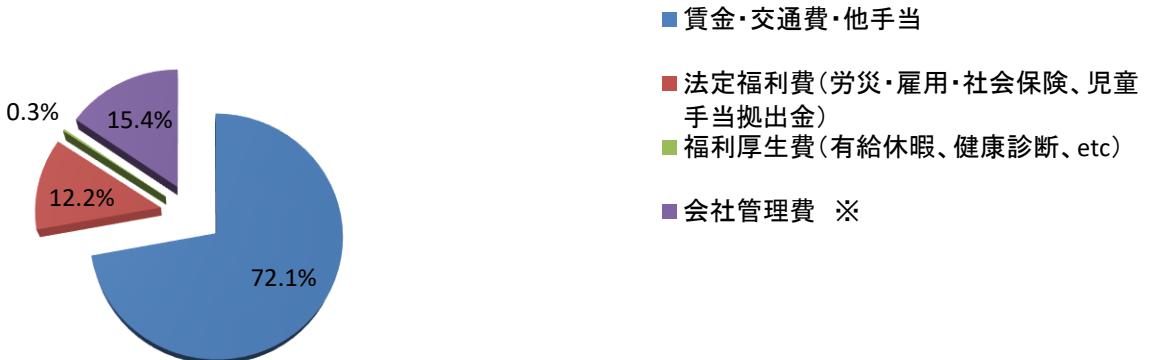 賃金・交通費・他手当
法定福利費(労災・雇用・社会保険、児童
手当拠出金)
福利厚生費(有給休暇、健康診断、etc)
会社管理費 ※
0.3%
15.4%
12.2%
72.1%